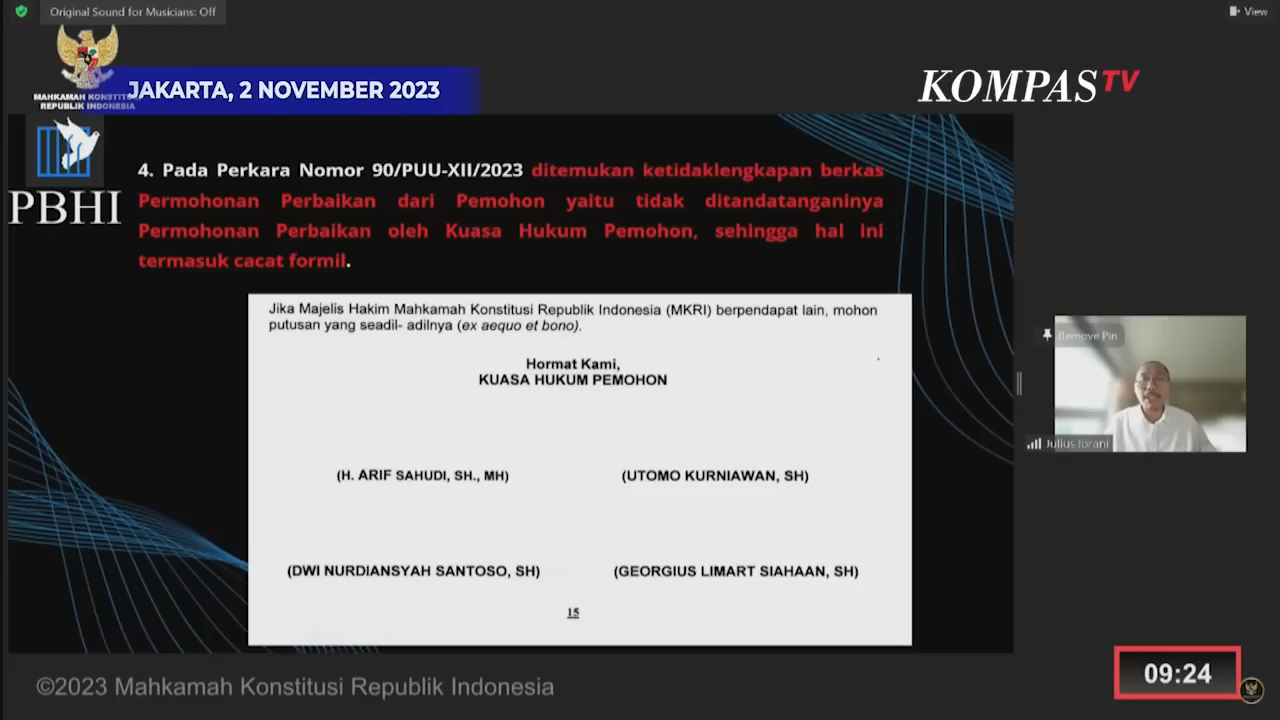 Original Sound for Musicians: Off
View
MAHKAMAH KONSTITUSI
REPUBLIK INDONESIA
JAKARTA, 2 NOVEMBER 2023
KOMPAS TV
PBHI
4. Pada Perkara Nomor 90/PUU-XII/2023 ditemukan ketidaklengkapan berkas
Permohonan Perbaikan dari Pemohon yaitu tidak ditandatanganinya
Permohonan Perbaikan oleh Kuasa Hukum Pemohon, sehingga hal ini
termasuk cacat formil.
Jika Majelis Hakim Mahkamah Konstitusi Republik Indonesia (MKRI) berpendapat lain, mohon
putusan yang seadil- adilnya (ex aequo et bono).
Hormat Kami,
KUASA HUKUM PEMOHON
(H. ARIF SAHUDI, SH., MH) (UTOMO KURNIAWAN, SH)
(DWI NURDIANSYAH SANTOSO, SH) (GEORGIUS LIMART SIAHAAN, SH)
15
Remove Pin
Julius Ibrani
©2023 Mahkamah Konstitusi Republik Indonesia
09:24